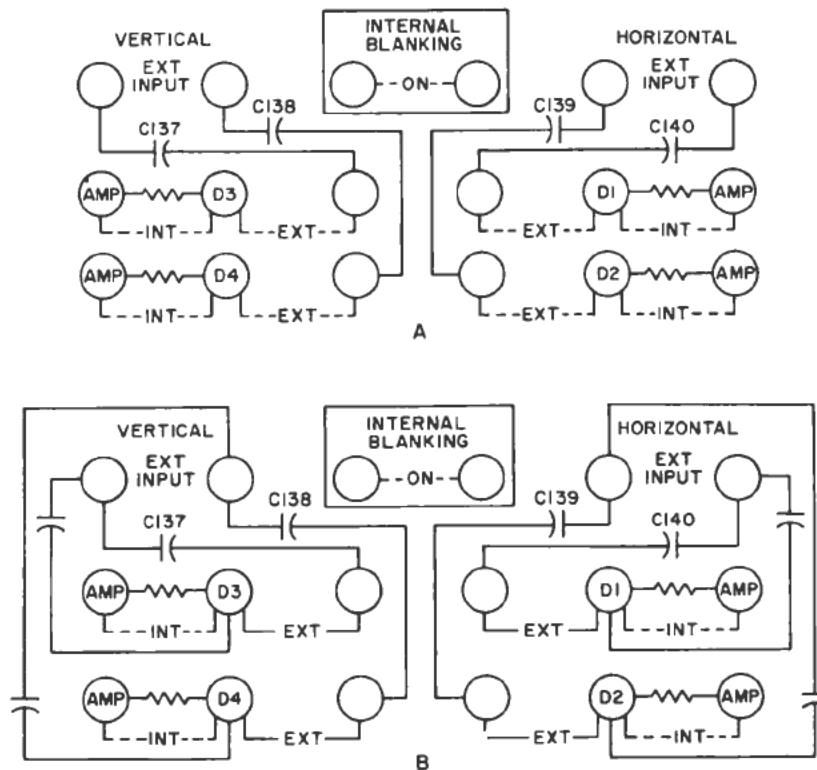 VERTICAL
INTERNAL
BLANKING
HORIZONTAL
EXT
INPUT
ON
EXT
INPUT
C137
C138
C139
C140
AMP
D3
D1
AMP
INT
EXT
EXT
INT
AMP
D4
D2
AMP
INT
EXT
EXT
INT
A
VERTICAL
INTERNAL
BLANKING
HORIZONTAL
EXT
INPUT
ON
EXT
INPUT
C137
C138
C139
C140
AMP
D3
D1
AMP
INT
EXT
EXT
INT
AMP
D4
D2
AMP
INT
EXT
EXT
INT
B